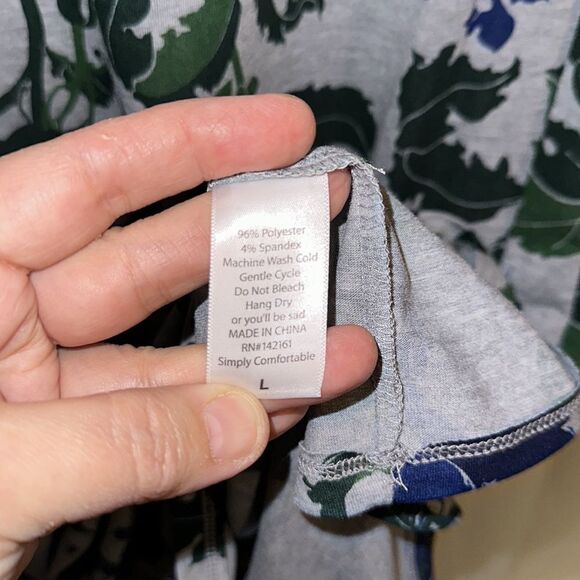 96% Polyester
4% Spandex
Machine Wash Cold
Gentle Cycle
Do Not Bleach
Hang Dry
or you'll be sad
MADE IN CHINA
RN#142161
Simply Comfortable
L